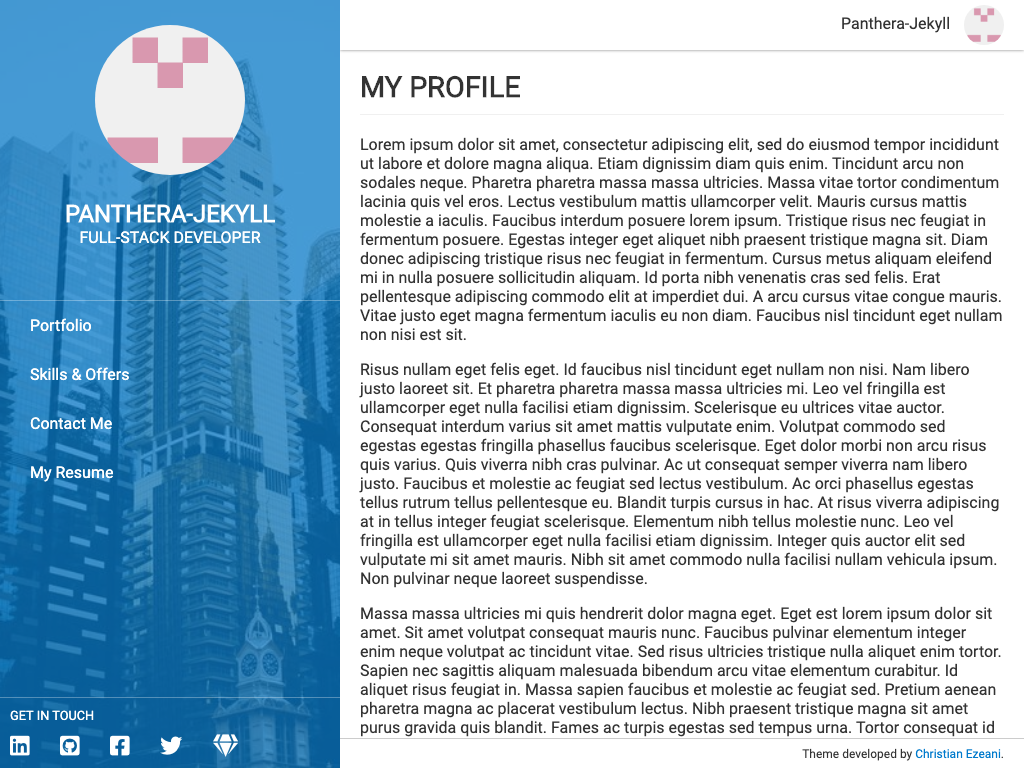 PANTHERA-JEKYLL
FULL-STACK DEVELOPER
Portfolio
Skills & Offers
Contact Me
My Resume
GET IN TOUCH
Panthera-Jekyll
MY PROFILE
Lorem ipsum dolor sit amet, consectetur adipiscing elit, sed do eiusmod tempor incididunt
ut labore et dolore magna aliqua. Etiam dignissim diam quis enim. Tincidunt arcu non
sodales neque. Pharetra pharetra massa massa ultricies. Massa vitae tortor condimentum
lacinia quis vel eros. Lectus vestibulum mattis ullamcorper velit. Mauris cursus mattis
molestie a iaculis. Faucibus interdum posuere lorem ipsum. Tristique risus nec feugiat in
fermentum posuere. Egestas integer eget aliquet nibh praesent tristique magna sit. Diam
donec adipiscing tristique risus nec feugiat in fermentum. Cursus metus aliquam eleifend
mi in nulla posuere sollicitudin aliquam. Id porta nibh venenatis cras sed felis. Erat
pellentesque adipiscing commodo elit at imperdiet dui. A arcu cursus vitae congue mauris.
Vitae justo eget magna fermentum iaculis eu non diam. Faucibus nisl tincidunt eget nullam
non nisi est sit.
Risus nullam eget felis eget. Id faucibus nisl tincidunt eget nullam non nisi. Nam libero
justo laoreet sit. Et pharetra pharetra massa massa ultricies mi. Leo vel fringilla est
ullamcorper eget nulla facilisi etiam dignissim. Scelerisque eu ultrices vitae auctor.
Consequat interdum varius sit amet mattis vulputate enim. Volutpat commodo sed
egestas egestas fringilla phasellus faucibus scelerisque. Eget dolor morbi non arcu risus
quis varius. Quis viverra nibh cras pulvinar. Ac ut consequat semper viverra nam libero
justo. Faucibus et molestie ac feugiat sed lectus vestibulum. Ac orci phasellus egestas
tellus rutrum tellus pellentesque eu. Blandit turpis cursus in hac. At risus viverra adipiscing
at in tellus integer feugiat scelerisque. Elementum nibh tellus molestie nunc. Leo vel
fringilla est ullamcorper eget nulla facilisi etiam dignissim. Integer quis auctor elit sed
vulputate mi sit amet mauris. Nibh sit amet commodo nulla facilisi nullam vehicula ipsum.
Non pulvinar neque laoreet suspendisse.
Massa massa ultricies mi quis hendrerit dolor magna eget. Eget est lorem ipsum dolor sit
amet. Sit amet volutpat consequat mauris nunc. Faucibus pulvinar elementum integer
enim neque volutpat ac tincidunt vitae. Sed risus ultricies tristique nulla aliquet enim tortor.
Sapien nec sagittis aliquam malesuada bibendum arcu vitae elementum curabitur. Id
aliquet risus feugiat in. Massa sapien faucibus et molestie ac feugiat sed. Pretium aenean
pharetra magna ac placerat vestibulum lectus. Nibh praesent tristique magna sit amet
purus gravida quis blandit. Fames ac turpis egestas sed tempus urna. Tortor consequat id
Theme developed by Christian Ezeani.